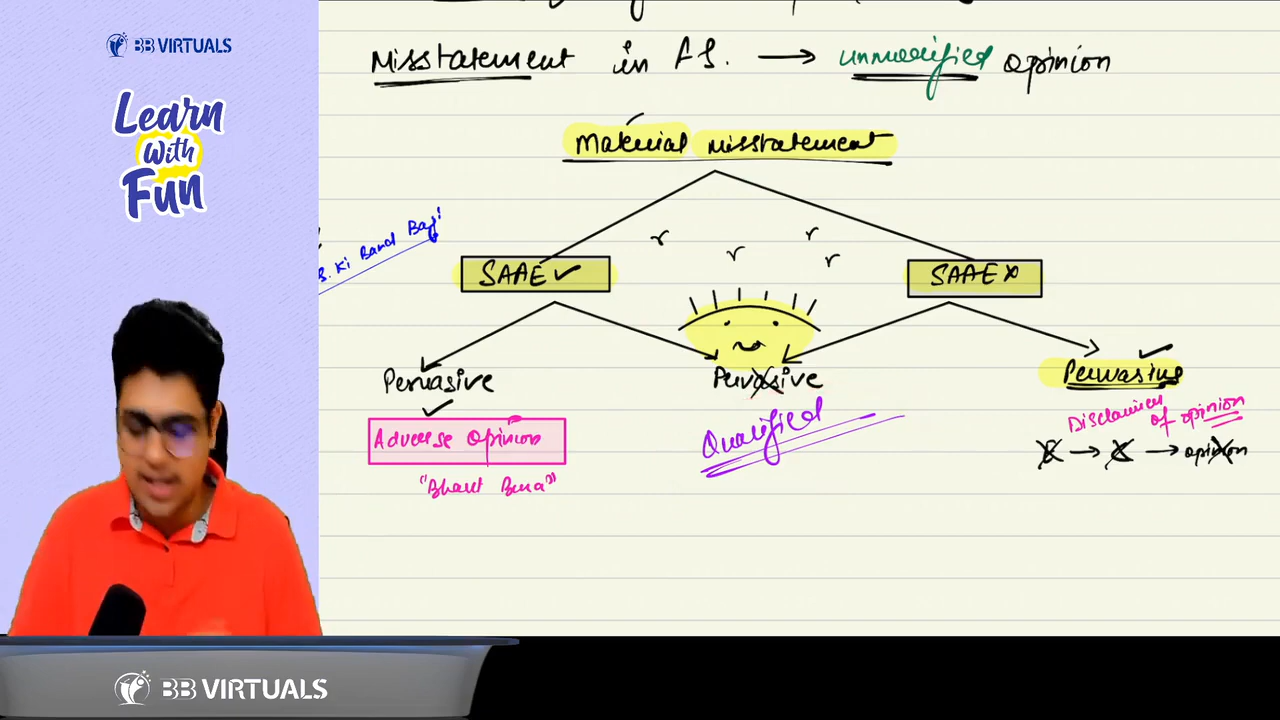 BB VIRTUALS
Learn
With
Fun
Misstatement in F.S. → unmodified opinion
Material misstatement
Ki Band Baj!
SAAE ✓
SAAE ×
Pervasive
Pervasive
Pervasive
Adverse Opinion
Qualified
Disclaimer of opinion
E → C → opinion
"Bhaut Bura"
BB VIRTUALS